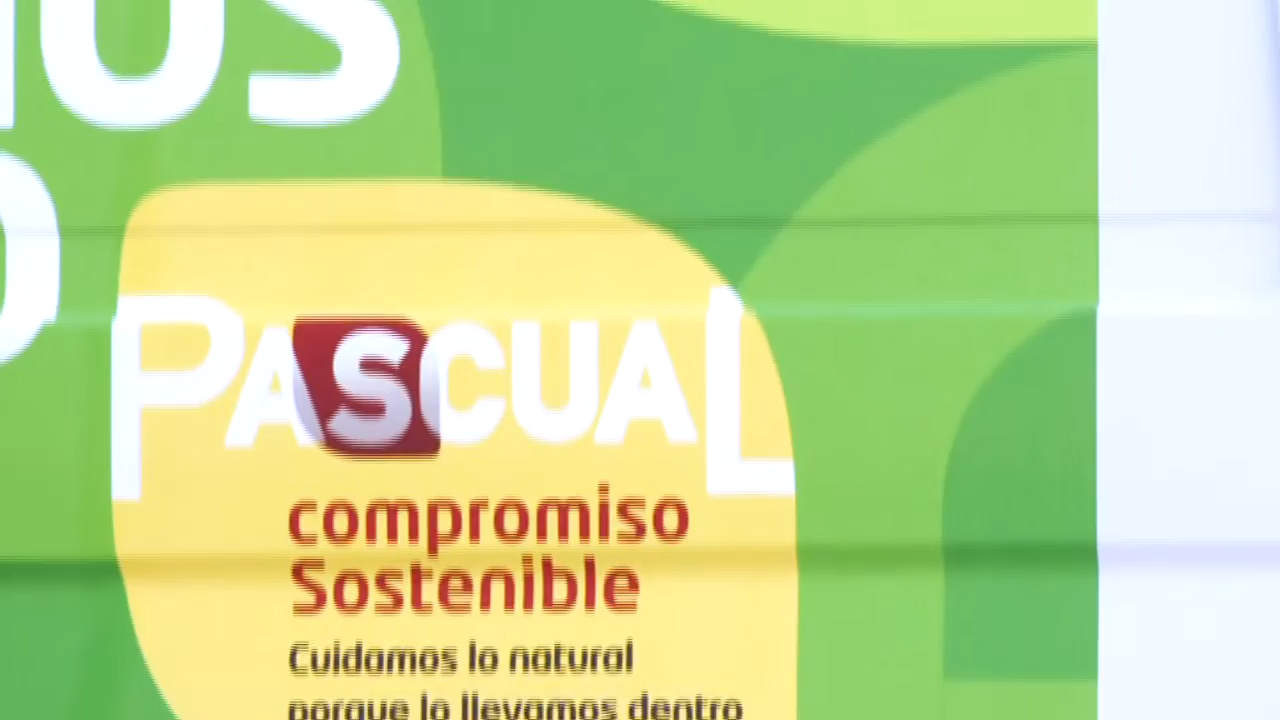 PASCUAL
compromiso
Sostenible
Cuidamos lo natural
porque lo llevamos dentro